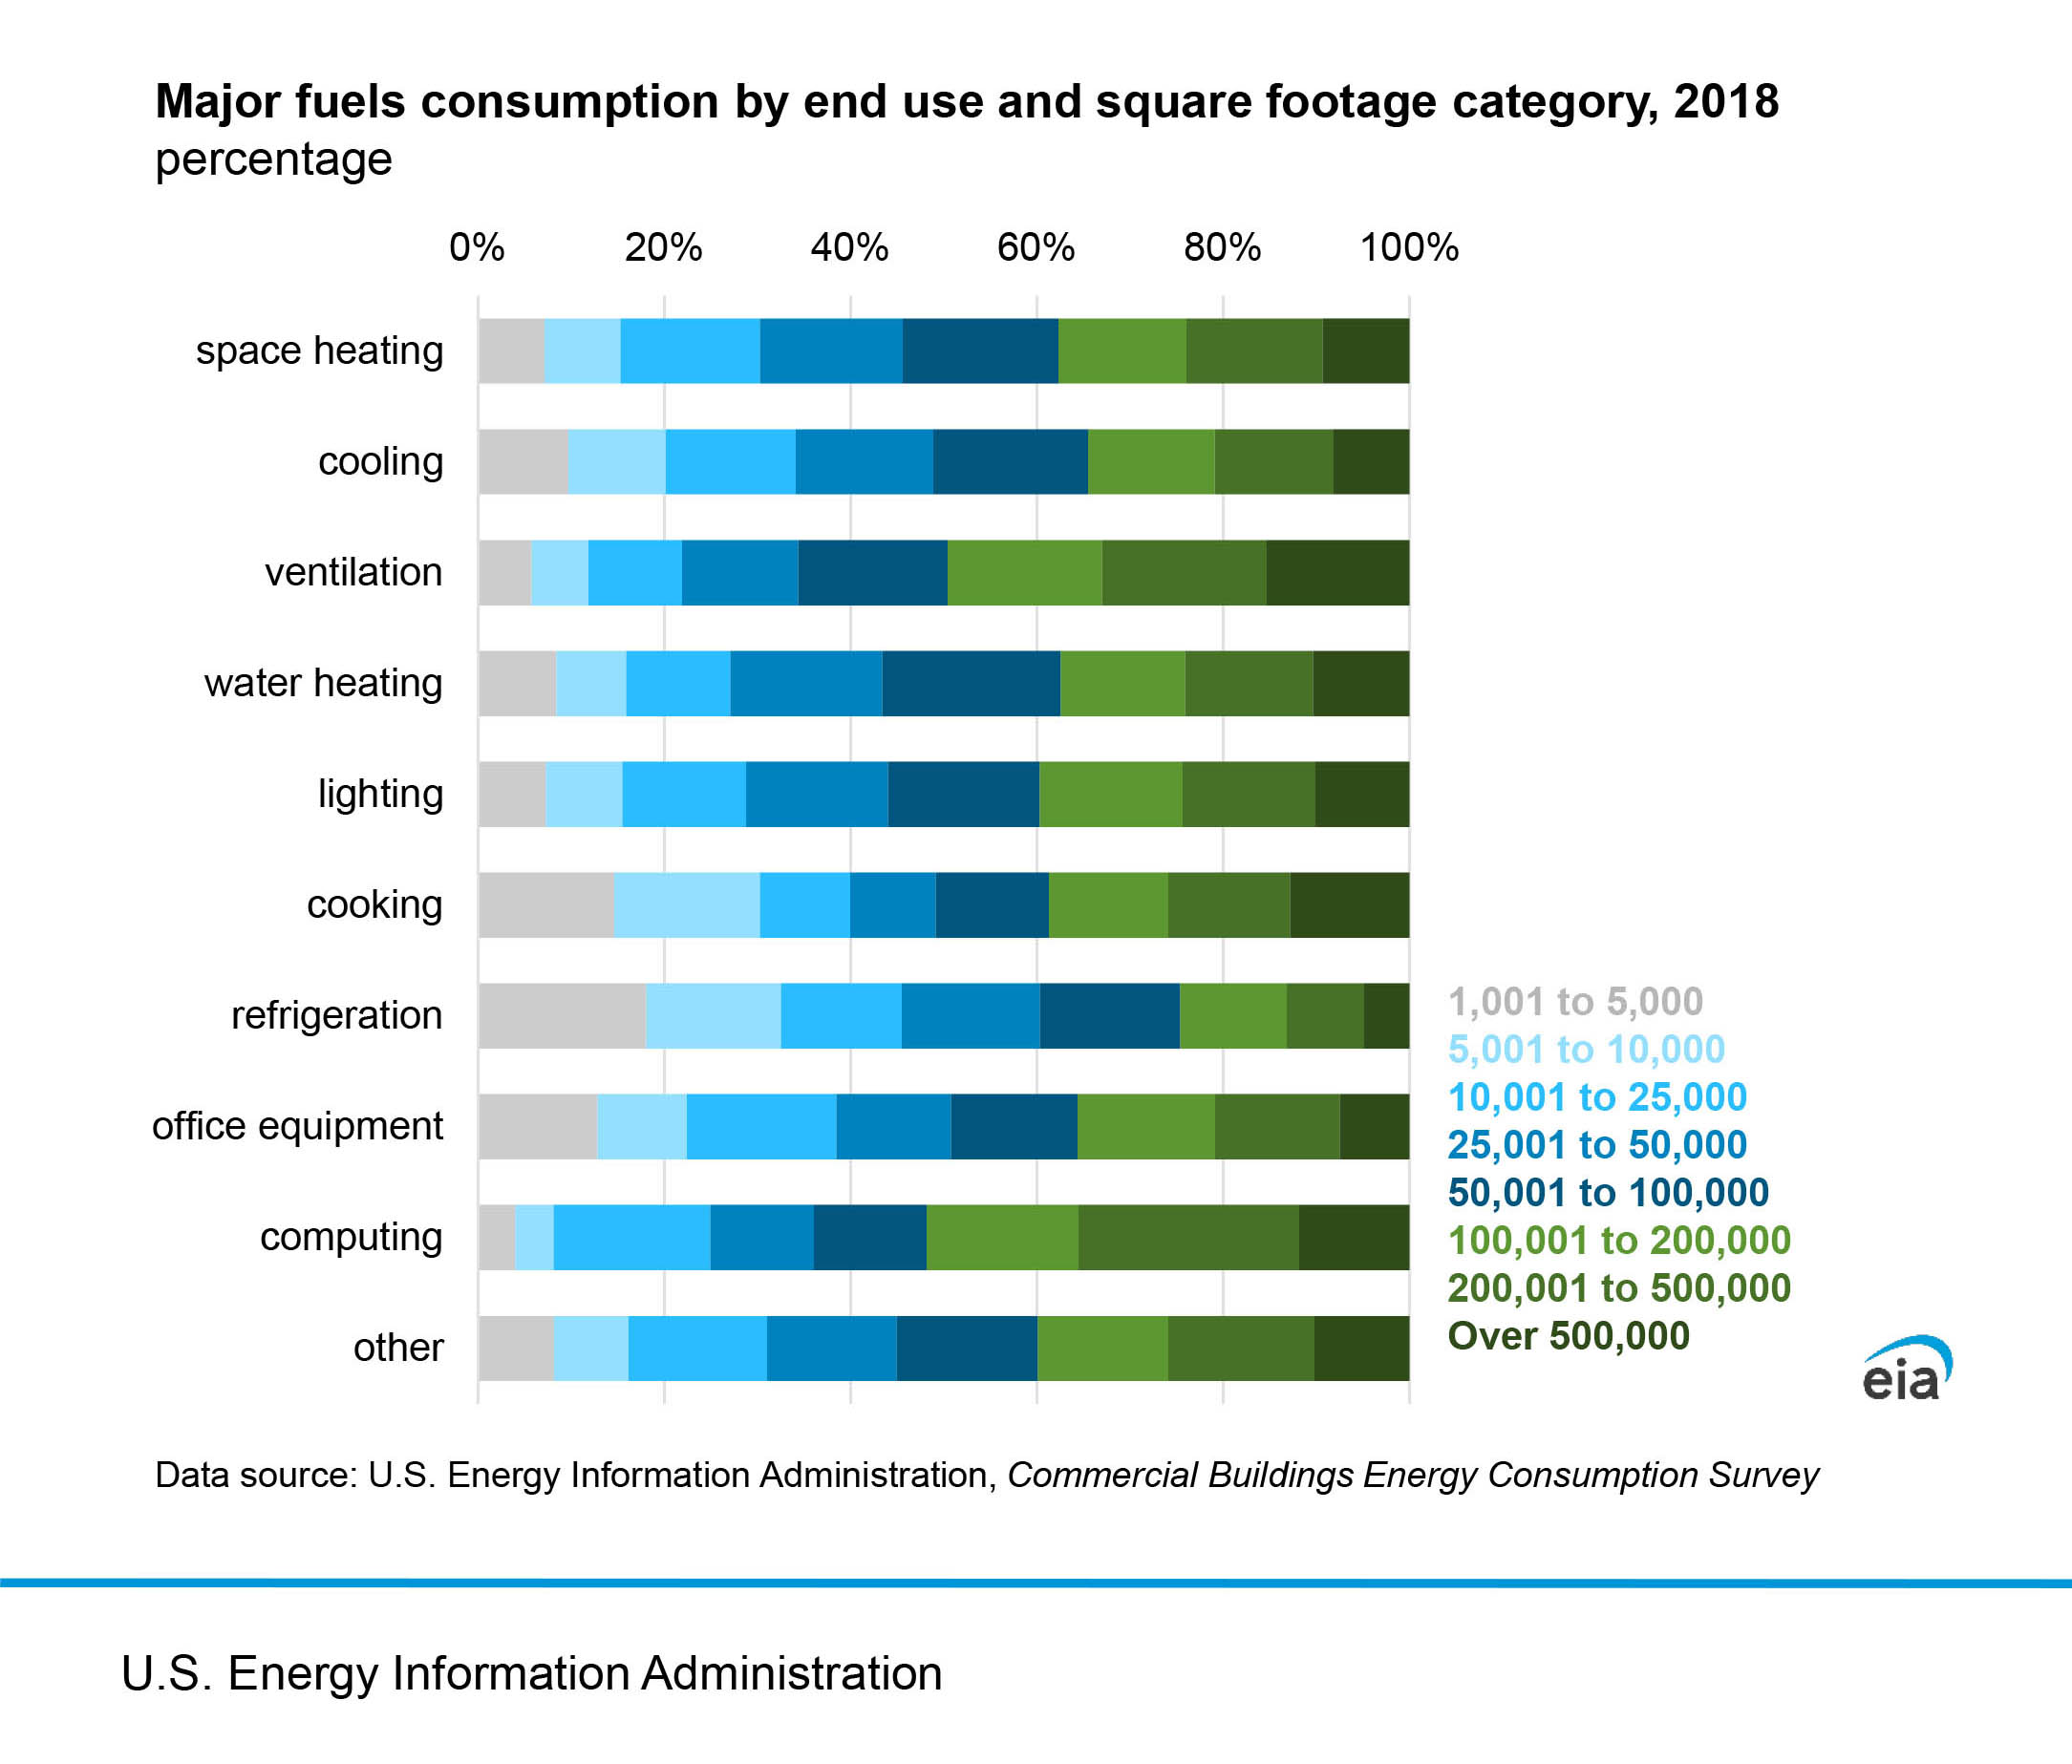 Major fuels consumption by end use and square footage category, 2018
percentage
0% 20% 40% 60% 80% 100%
space heating
cooling
ventilation
water heating
lighting
cooking
refrigeration
office equipment
computing
other
1,001 to 5,000
5,001 to 10,000
10,001 to 25,000
25,001 to 50,000
50,001 to 100,000
100,001 to 200,000
200,001 to 500,000
Over 500,000
eia
Data source: U.S. Energy Information Administration, Commercial Buildings Energy Consumption Survey
U.S. Energy Information Administration